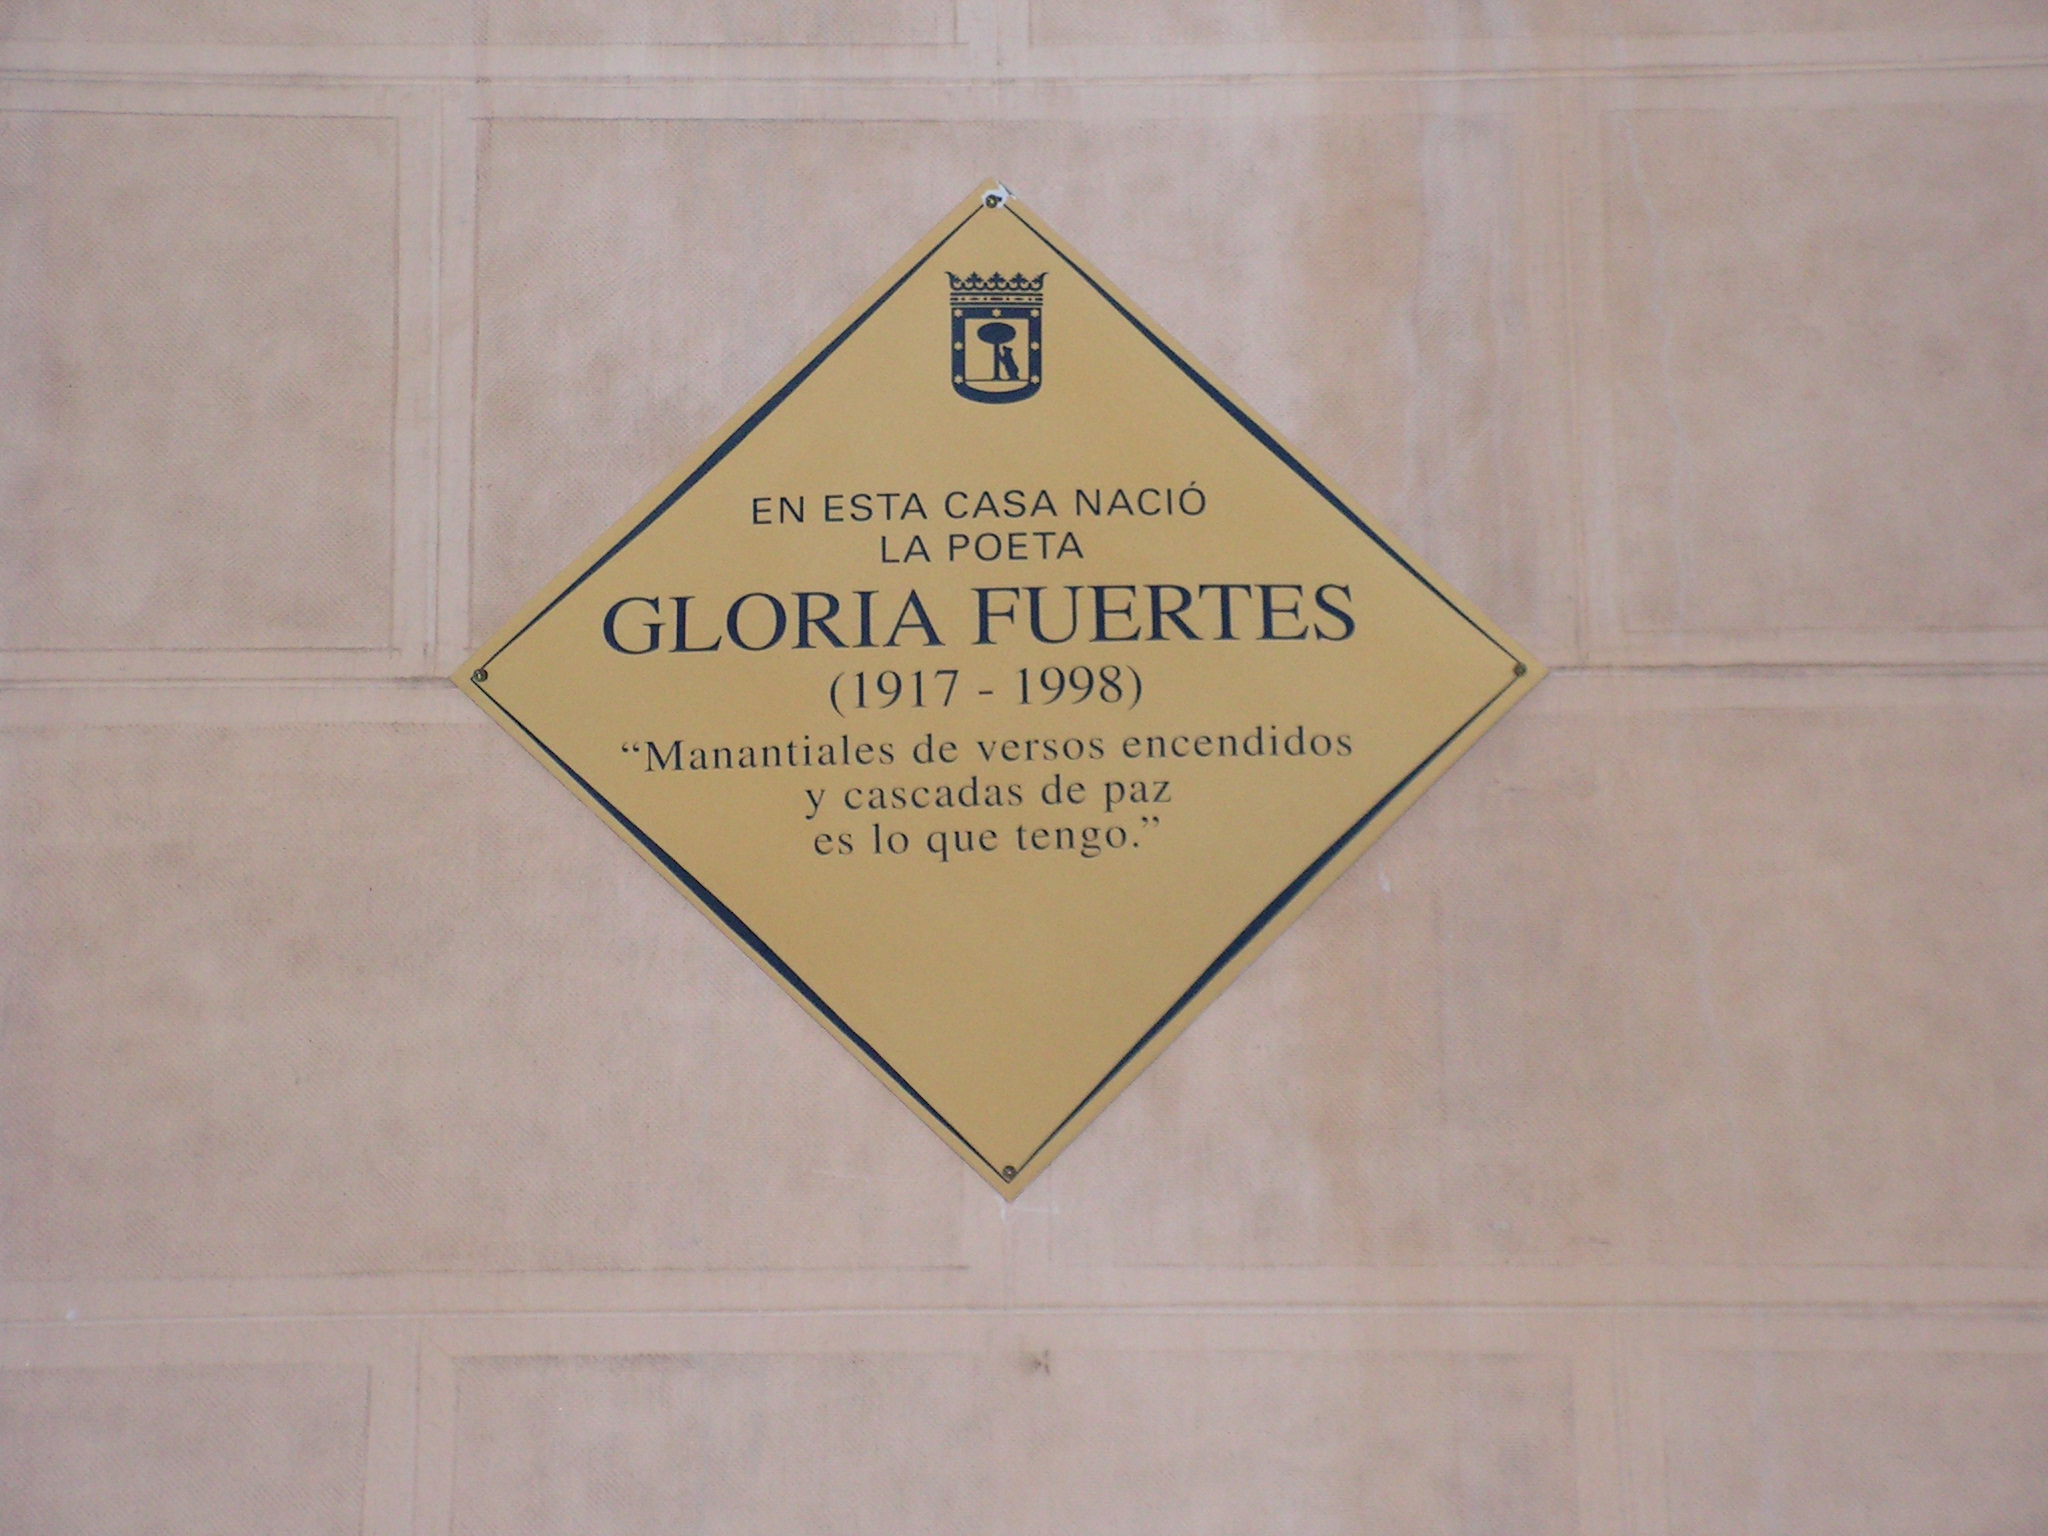 EN ESTA CASA NACIÓ
LA POETA
GLORIA FUERTES
(1917 - 1998)
“Manantiales de versos encendidos
y cascadas de paz
es lo que tengo.”